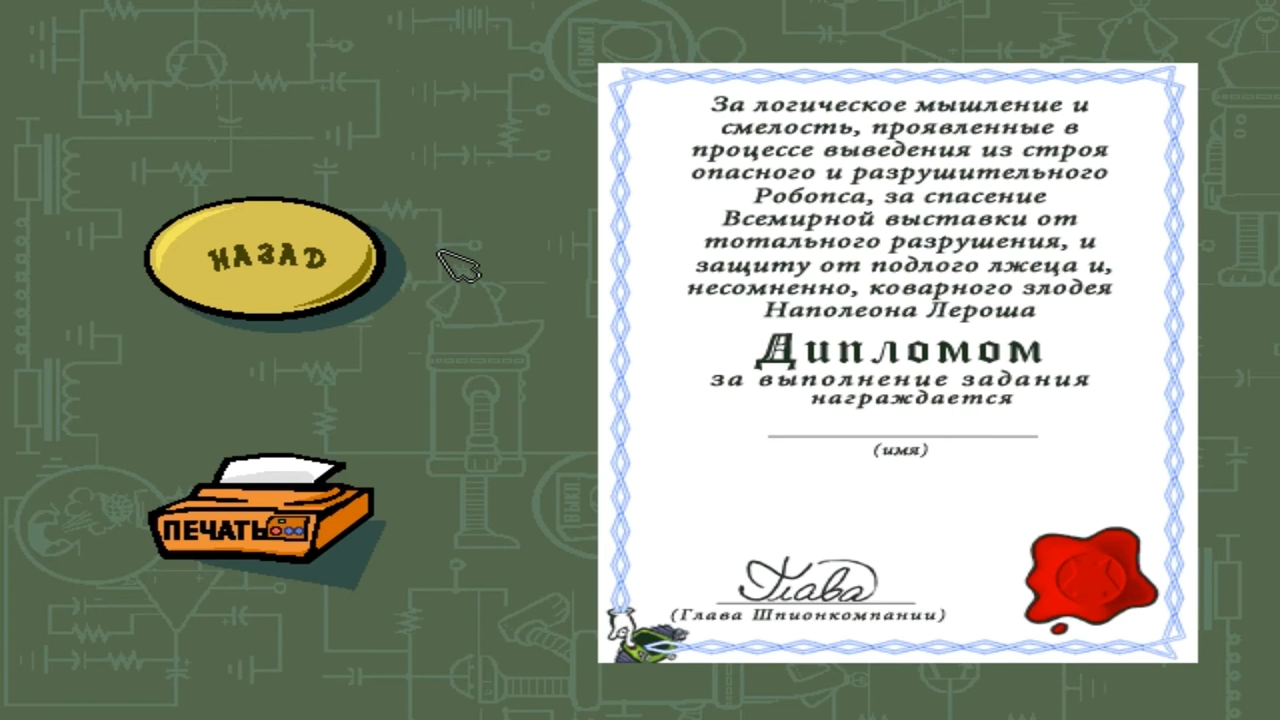 ВЫКЛ
НАЗАД
За логическое мышление и
смелость, проявленные в
процессе выведения из строя
опасного и разрушительного
Робопса, за спасение
Всемирной выставки от
тотального разрушения, и
защиту от подлого лжеца и,
несомненно, коварного злодея
Наполеона Лероша
Дипломом
за выполнение задания
награждается
(имя)
ПЕЧАТЬ
ВЫКЛ
Глава
(Глава Шпионкомпании)